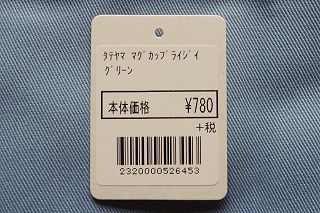 ﾀﾃﾔﾏ ﾏｸﾞｶｯﾌﾟﾗｲｼﾞｲ
ｸﾞﾘｰﾝ
本体価格 ¥780
+税
2320000526453